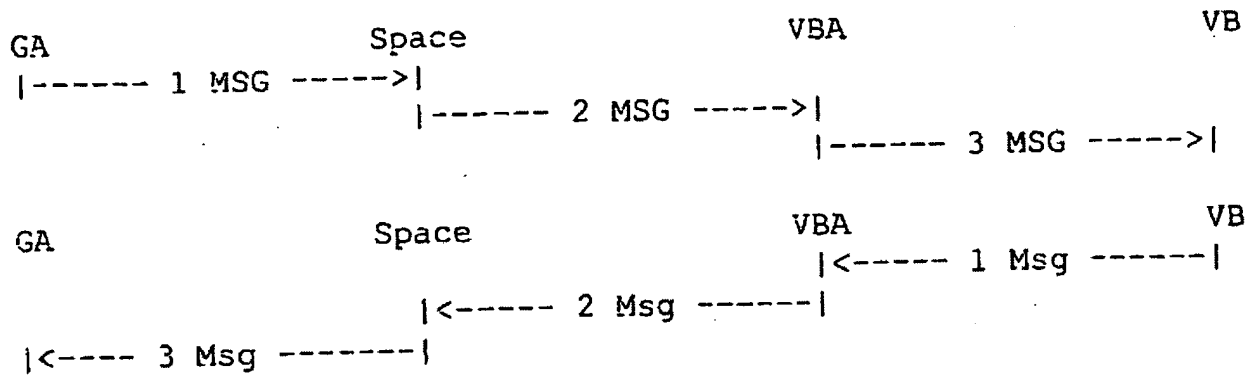 GA Space VBA VB
|------ 1 MSG ----->|
|------ 2 MSG ----->|
|------ 3 MSG ----->|
GA Space VBA VB
|<----- 1 Msg ------|
|<----- 2 Msg ------|
|<---- 3 Msg -------|